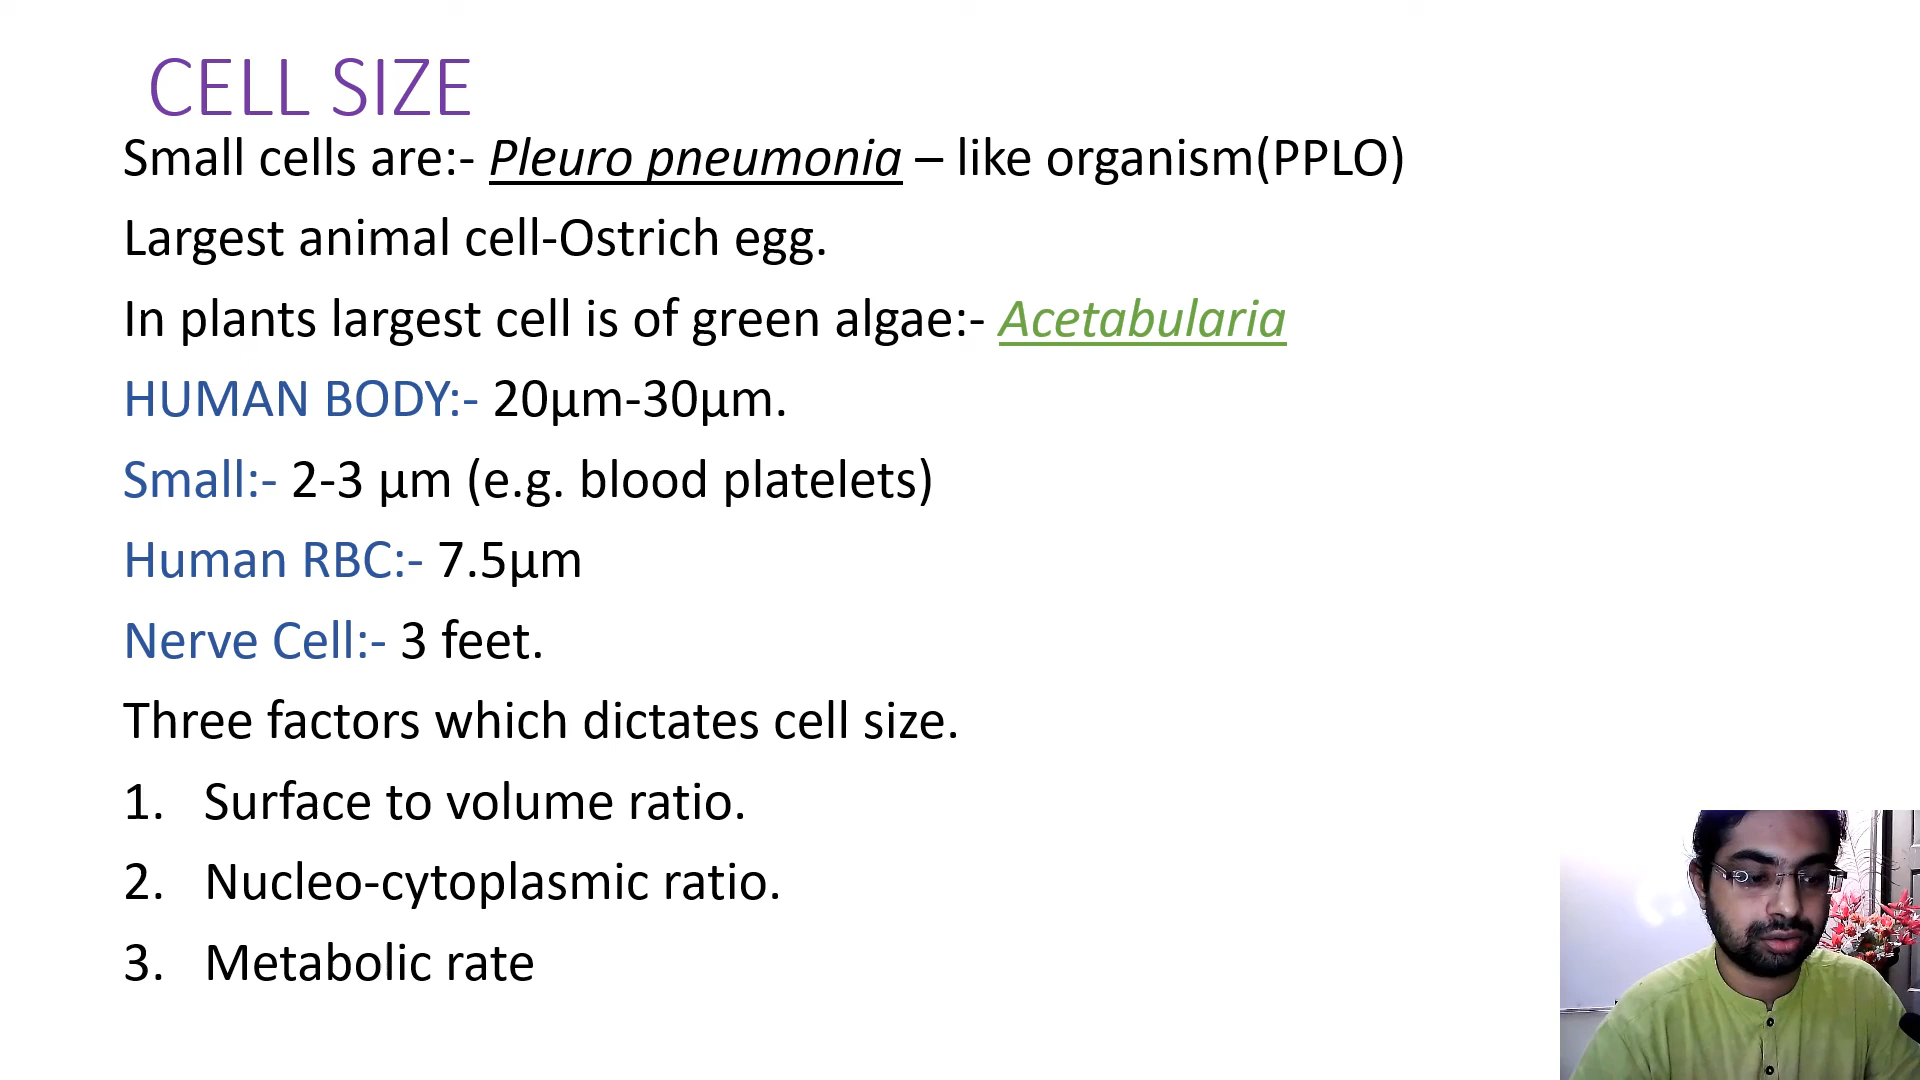 CELL SIZE
Small cells are:- Pleuro pneumonia – like organism(PPLO)
Largest animal cell-Ostrich egg.
In plants largest cell is of green algae:- Acetabularia
HUMAN BODY:- 20µm-30µm.
Small:- 2-3 µm (e.g. blood platelets)
Human RBC:- 7.5µm
Nerve Cell:- 3 feet.
Three factors which dictates cell size.
1. Surface to volume ratio.
2. Nucleo-cytoplasmic ratio.
3. Metabolic rate